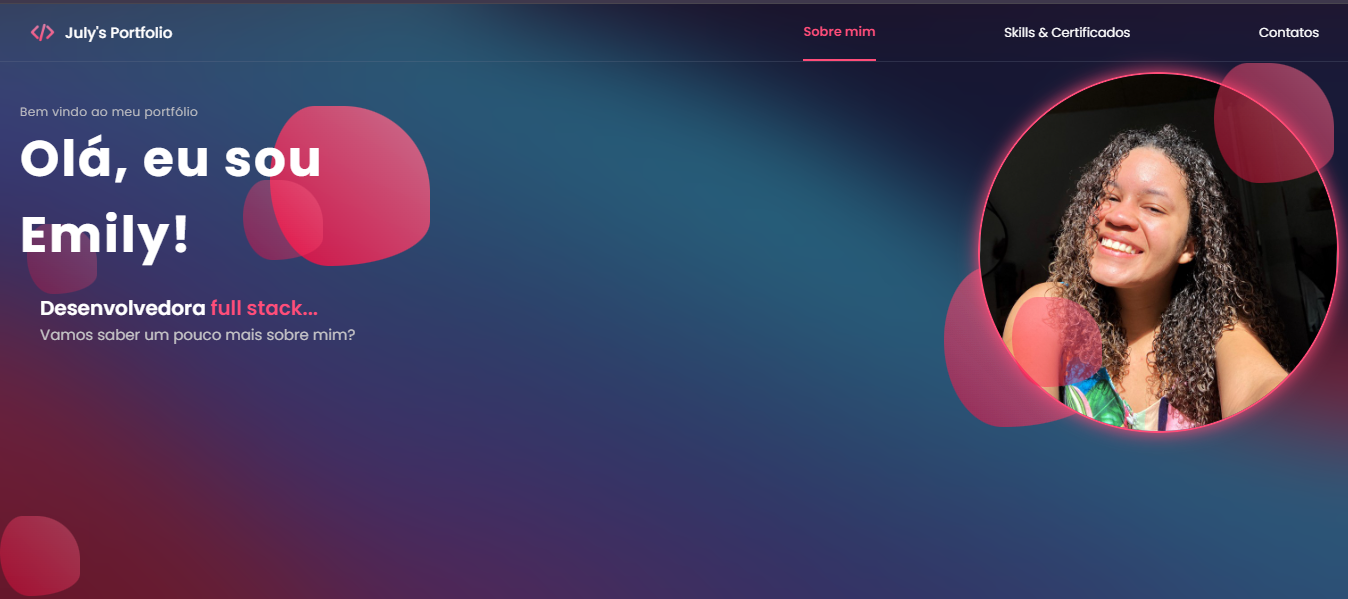 July's Portfolio
Sobre mim
Skills & Certificados
Contatos
Bem vindo ao meu portfólio
Olá, eu sou
Emily!
Desenvolvedora full stack...
Vamos saber um pouco mais sobre mim?